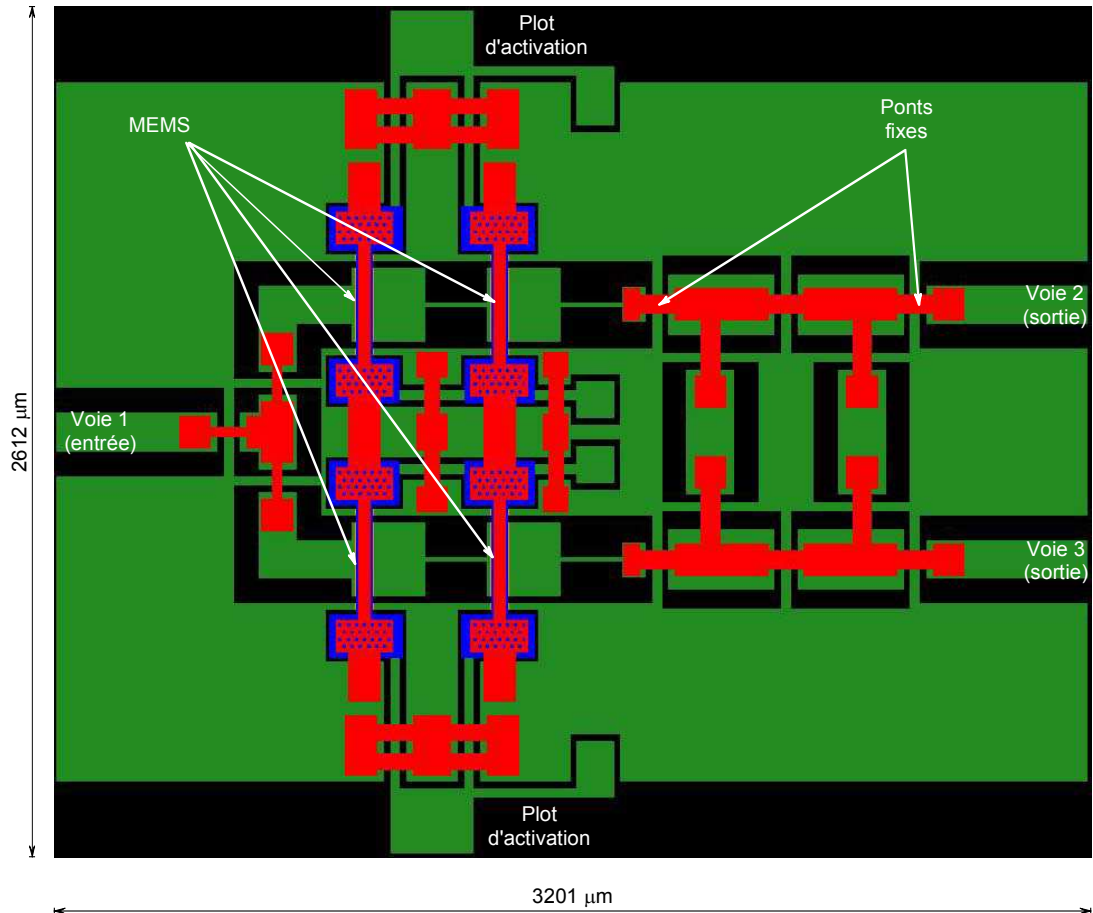 Plot
d'activation
MEMS
Ponts
fixes
Voie 2
(sortie)
Voie 1
(entrée)
2612 μm
Voie 3
(sortie)
Plot
d'activation
3201 μm